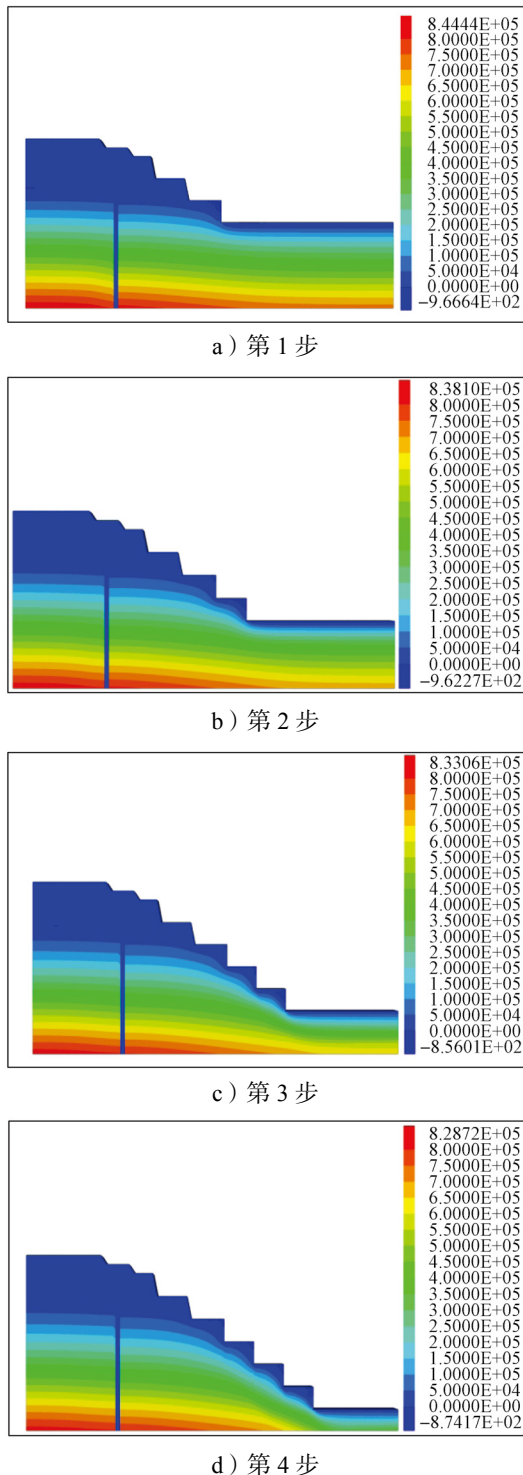 8.4444E+05
8.0000E+05
7.5000E+05
7.0000E+05
6.5000E+05
6.0000E+05
5.5000E+05
5.0000E+05
4.5000E+05
4.0000E+05
3.5000E+05
3.0000E+05
2.5000E+05
2.0000E+05
1.5000E+05
1.0000E+05
5.0000E+04
0.0000E+00
−9.6664E+02
a）第 1 步
8.3810E+05
8.0000E+05
7.5000E+05
7.0000E+05
6.5000E+05
6.0000E+05
5.5000E+05
5.0000E+05
4.5000E+05
4.0000E+05
3.5000E+05
3.0000E+05
2.5000E+05
2.0000E+05
1.5000E+05
1.0000E+05
5.0000E+04
0.0000E+00
−9.6227E+02
b）第 2 步
8.3306E+05
8.0000E+05
7.5000E+05
7.0000E+05
6.5000E+05
6.0000E+05
5.5000E+05
5.0000E+05
4.5000E+05
4.0000E+05
3.5000E+05
3.0000E+05
2.5000E+05
2.0000E+05
1.5000E+05
1.0000E+05
5.0000E+04
0.0000E+00
−8.5601E+02
c）第 3 步
8.2872E+05
8.0000E+05
7.5000E+05
7.0000E+05
6.5000E+05
6.0000E+05
5.5000E+05
5.0000E+05
4.5000E+05
4.0000E+05
3.5000E+05
3.0000E+05
2.5000E+05
2.0000E+05
1.5000E+05
1.0000E+05
5.0000E+04
0.0000E+00
−8.7417E+02
d）第 4 步